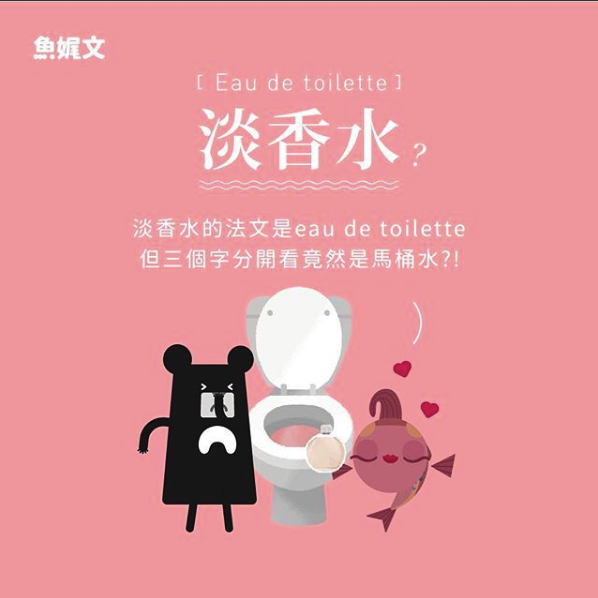 魚娓文
[ Eau de toilette ]
淡香水?
淡香水的法文是eau de toilette
但三個字分開看竟然是馬桶水?!